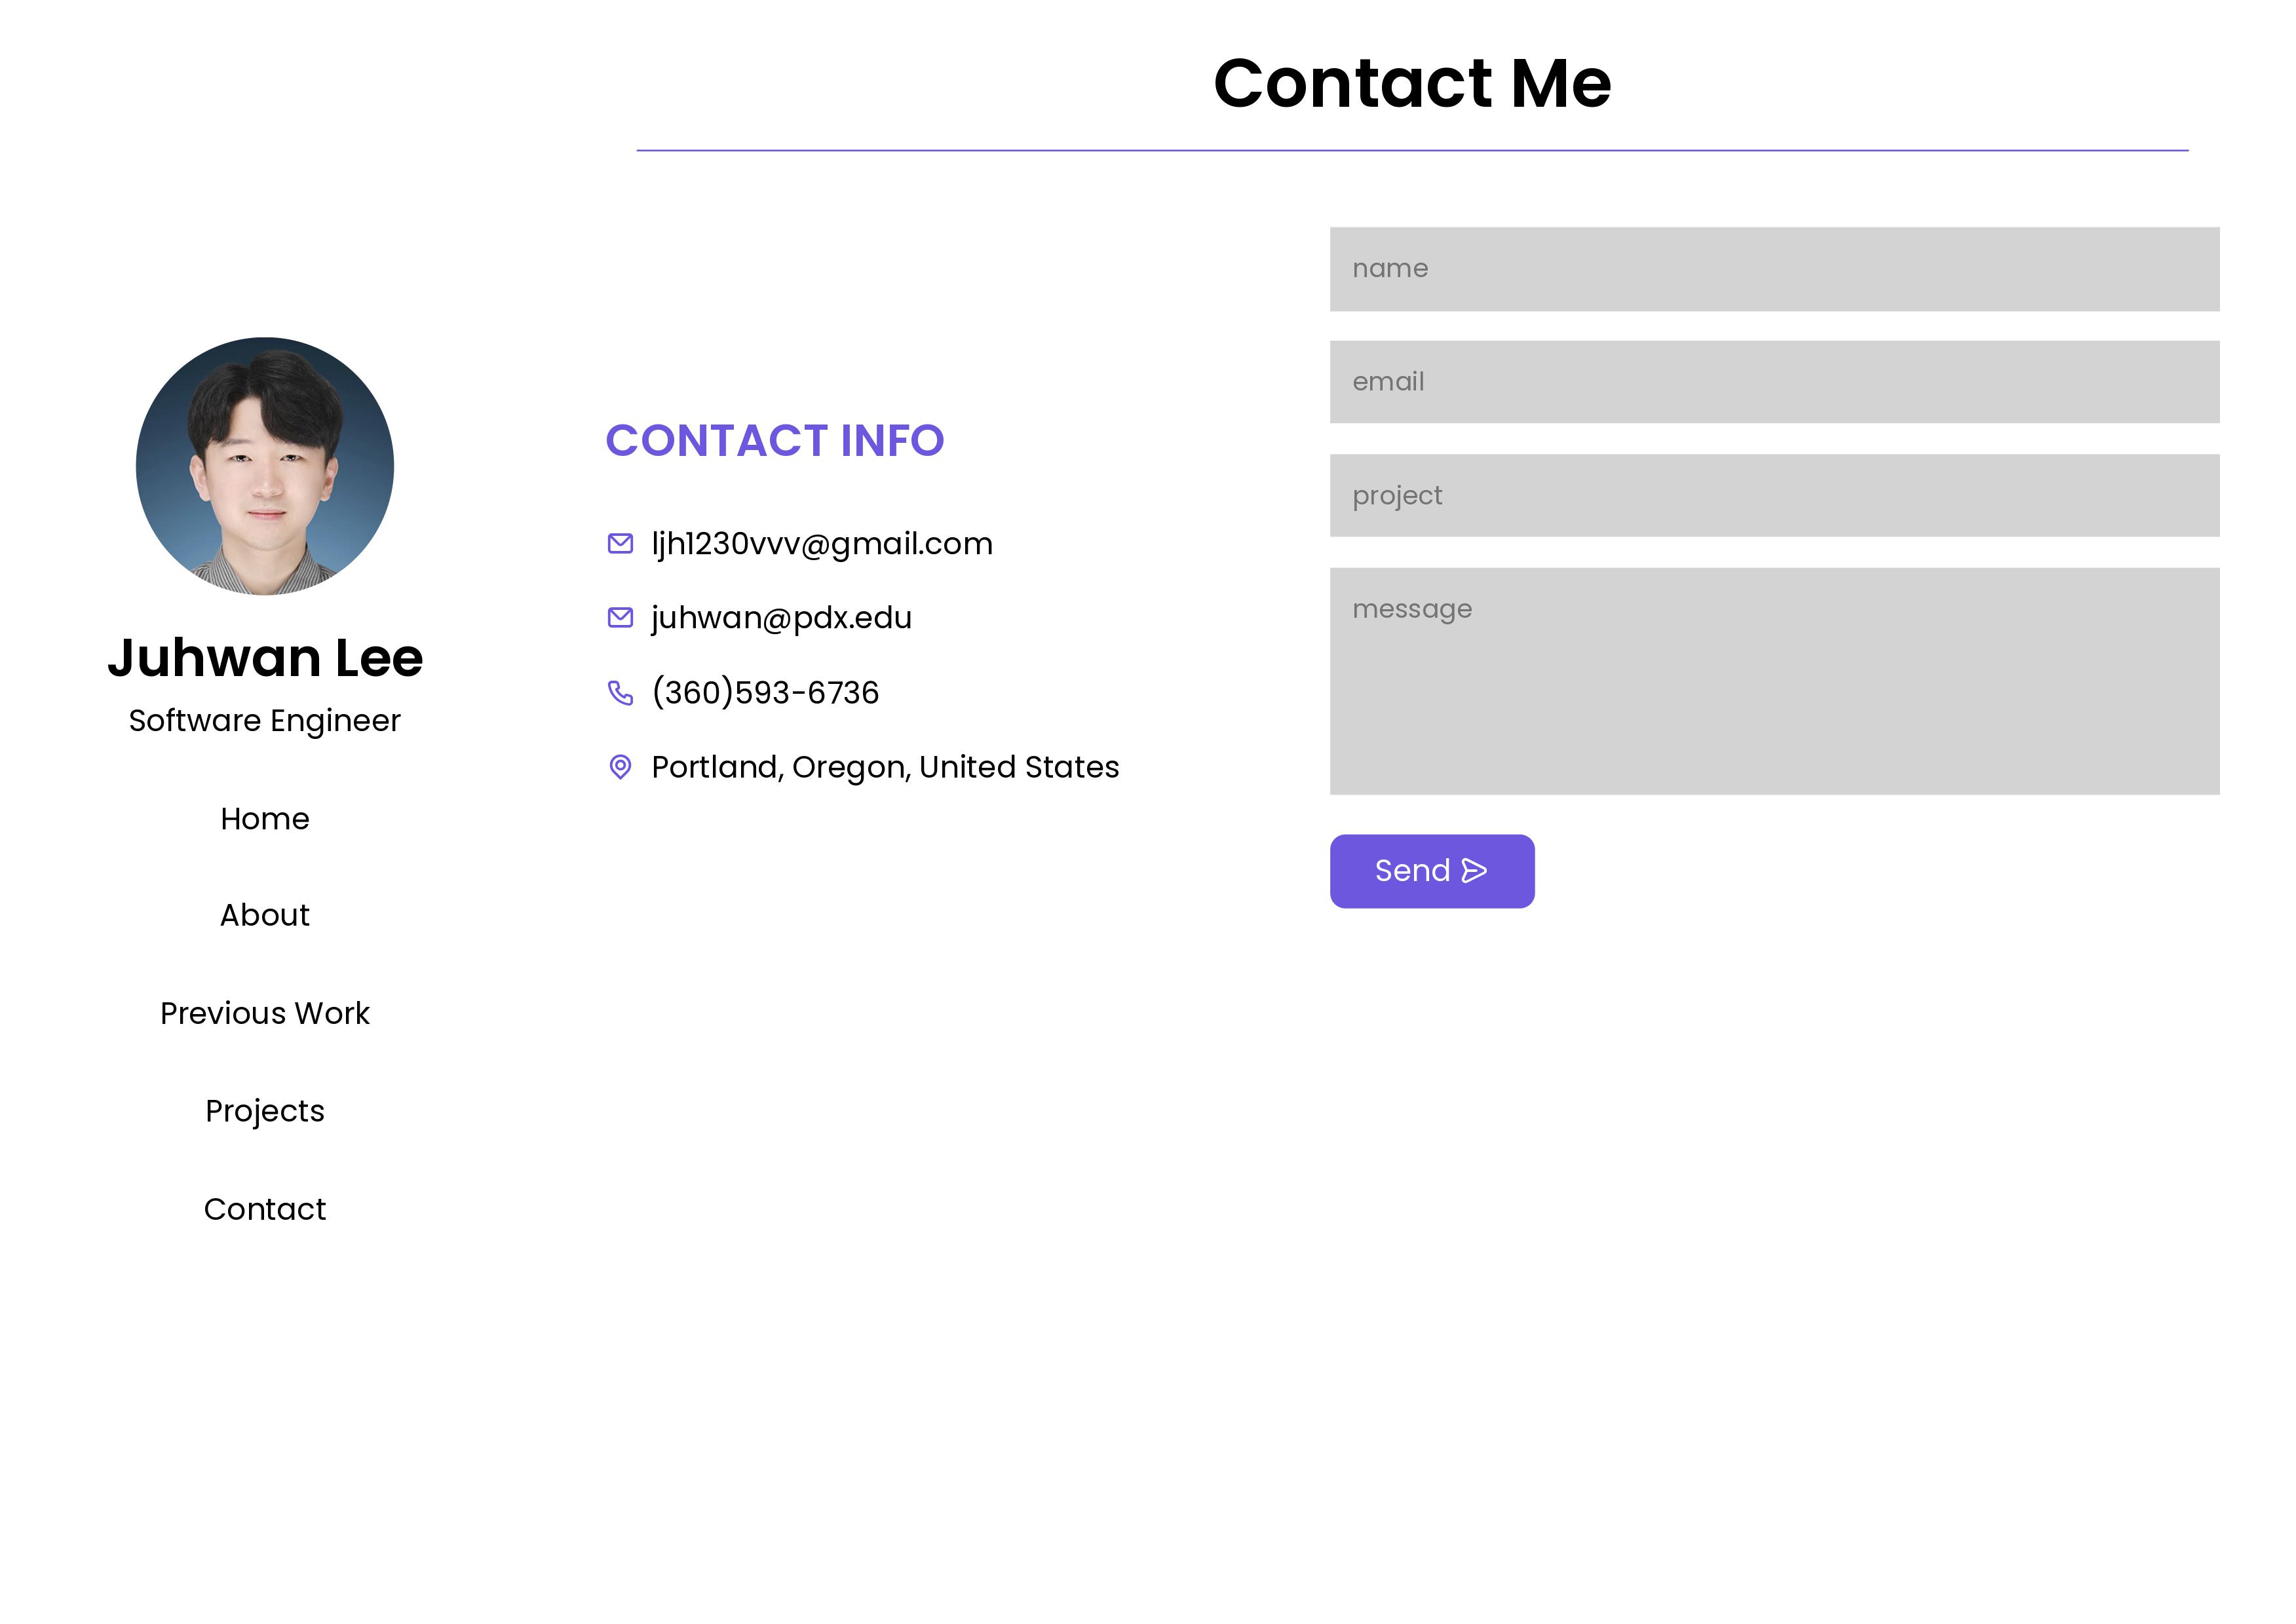 Contact Me
Juhwan Lee
Software Engineer
Home
About
Previous Work
Projects
Contact
CONTACT INFO
ljh1230vvv@gmail.com
juhwan@pdx.edu
(360)593-6736
Portland, Oregon, United States
name
email
project
message
Send